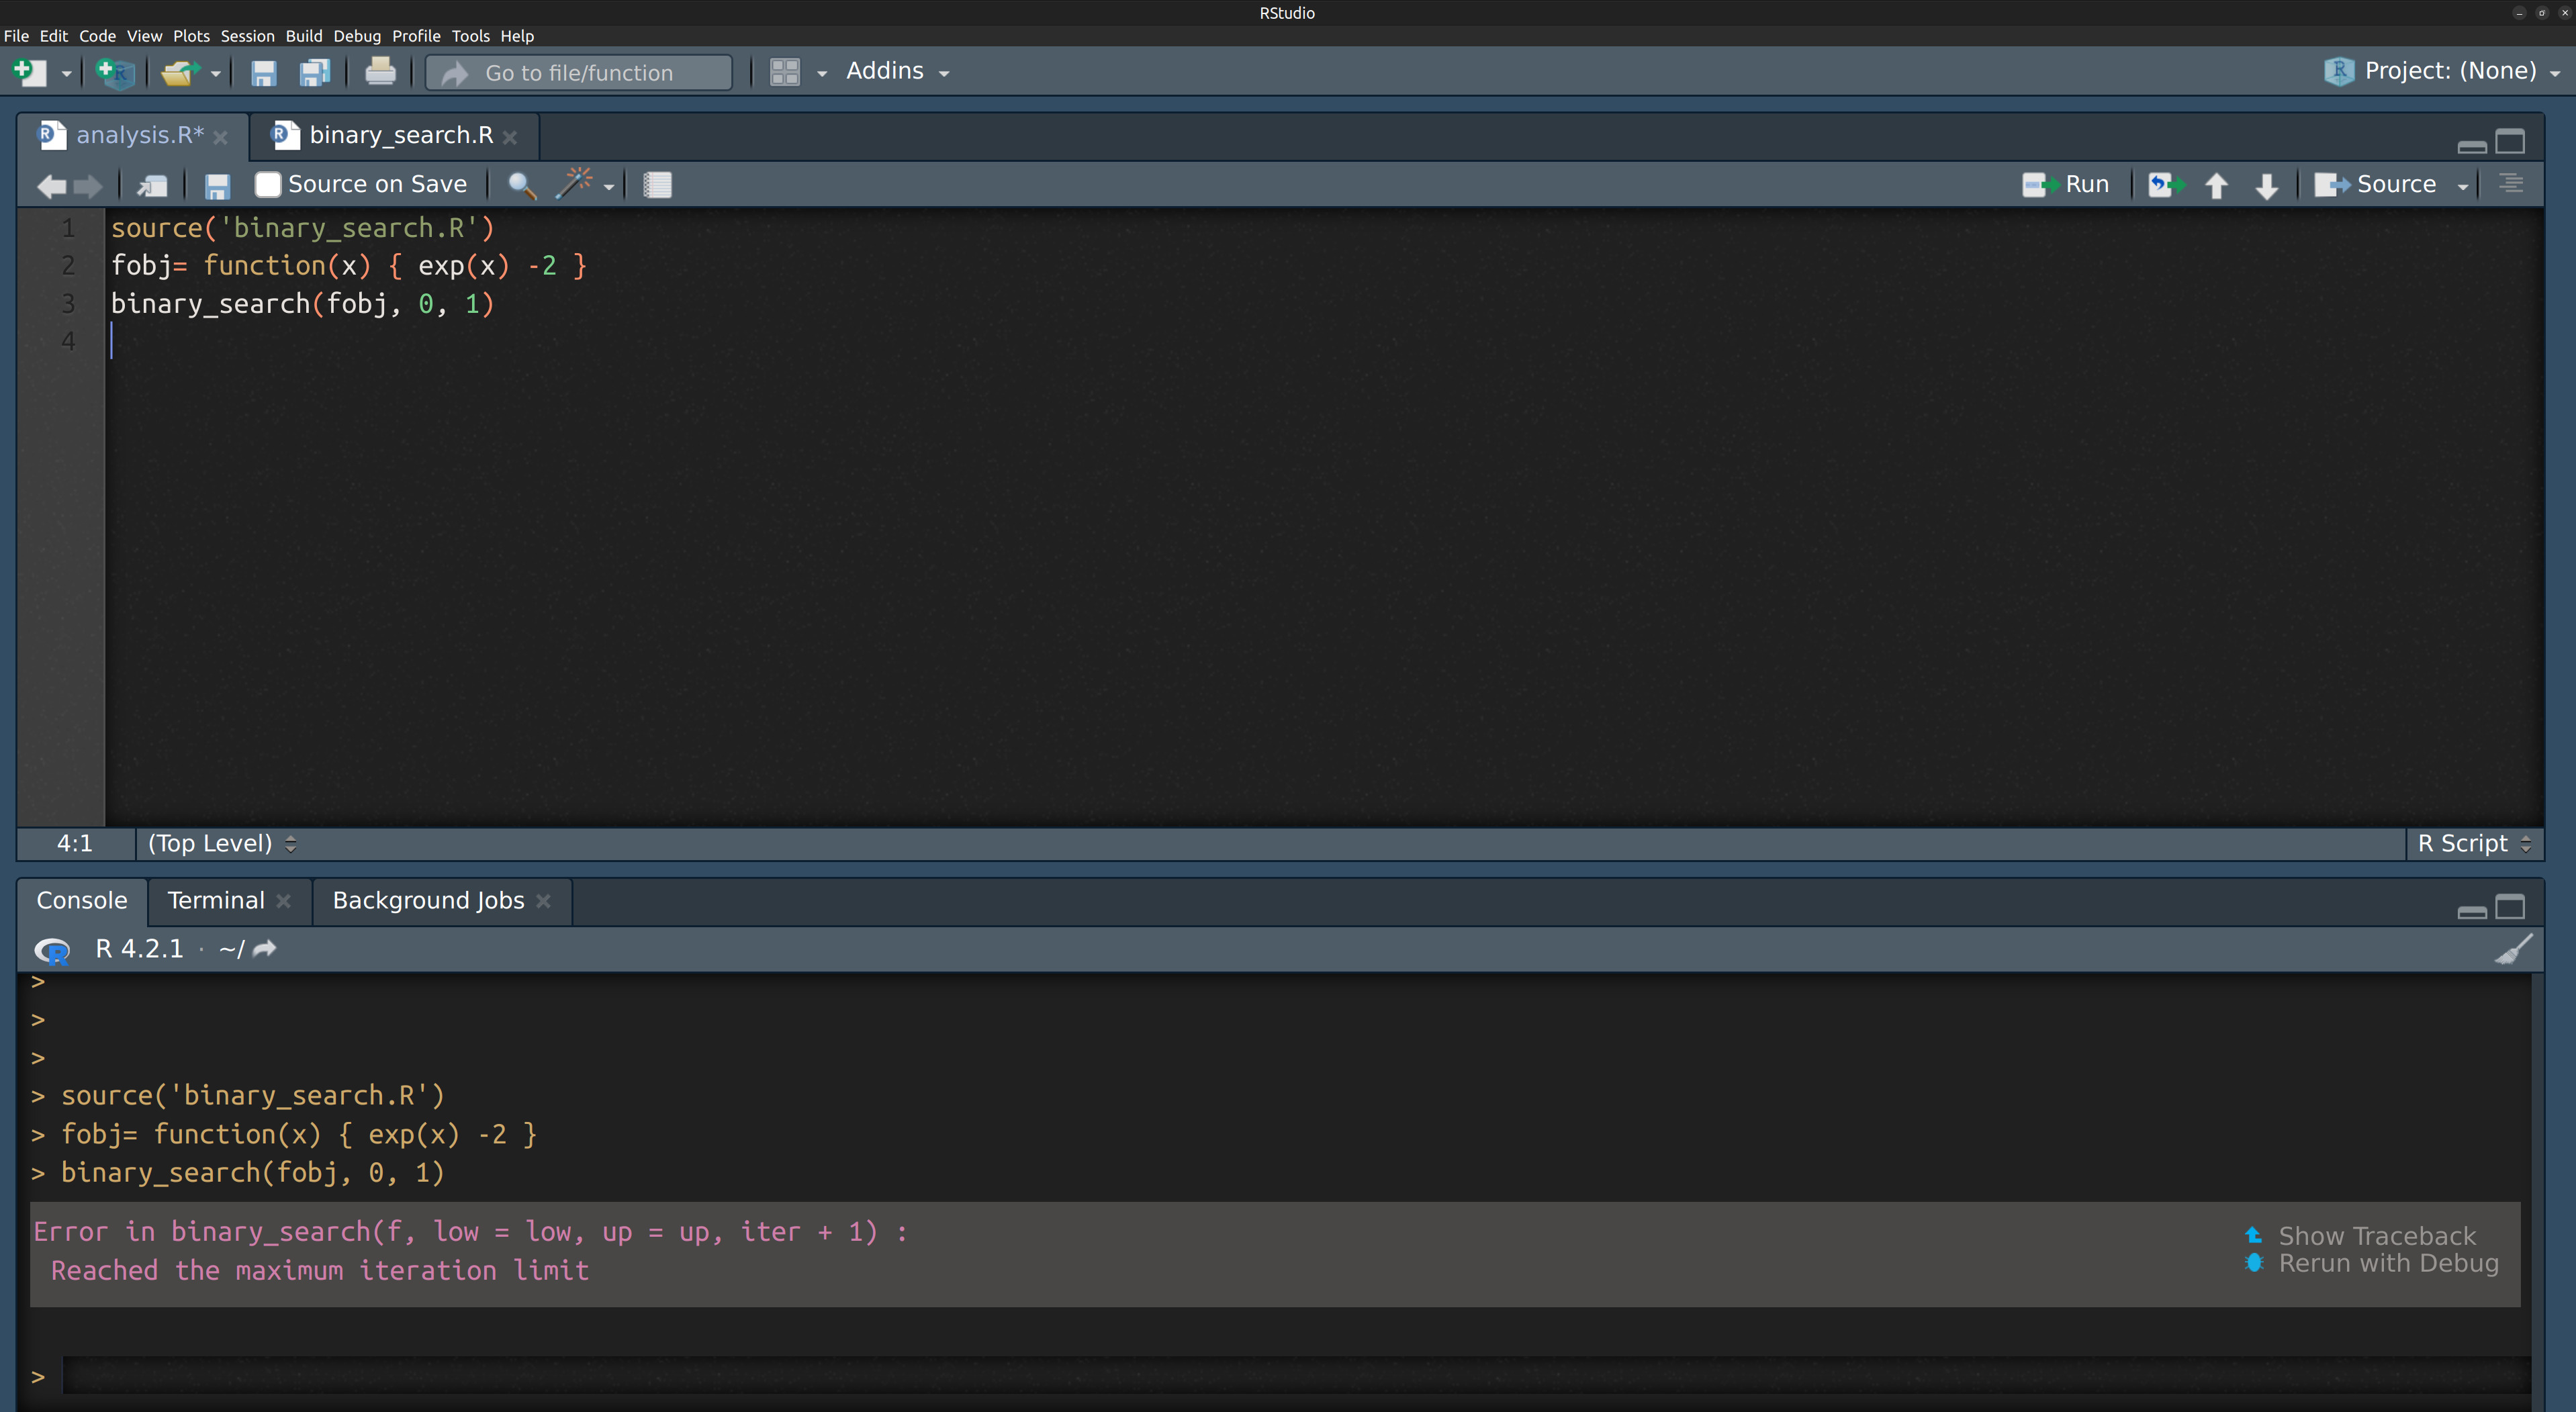 RStudio
File Edit Code View Plots Session Build Debug Profile Tools Help
Go to file/function Addins Project: (None)
analysis.R* binary_search.R
Source on Save Run Source
1 source('binary_search.R')
2 fobj= function(x) { exp(x) -2 }
3 binary_search(fobj, 0, 1)
4
4:1 (Top Level) R Script
Console Terminal Background Jobs
R 4.2.1 · ~/
>
>
>
> source('binary_search.R')
> fobj= function(x) { exp(x) -2 }
> binary_search(fobj, 0, 1)
Error in binary_search(f, low = low, up = up, iter + 1) :
Show Traceback
Reached the maximum iteration limit
Rerun with Debug
>